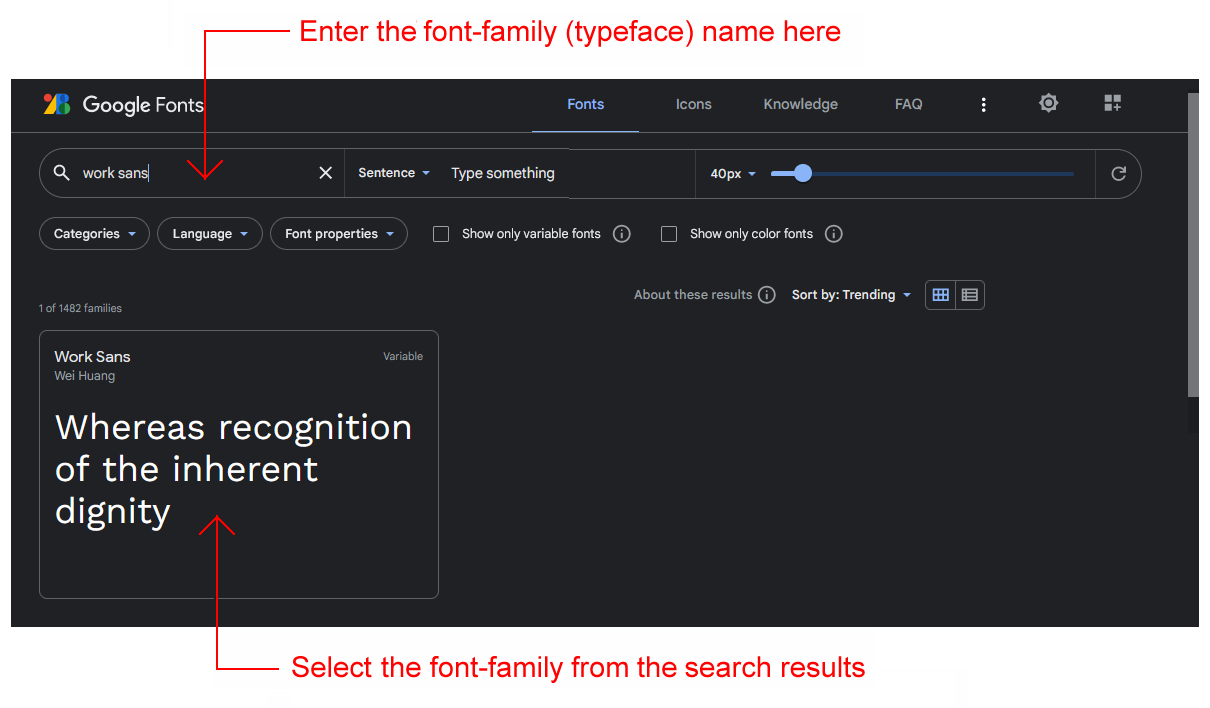 Enter the font-family (typeface) name here
Google Fonts
Fonts
Icons
Knowledge
FAQ
work sans
Sentence
Type something
40px
Categories
Language
Font properties
Show only variable fonts
Show only color fonts
About these results
Sort by: Trending
1 of 1482 families
Work Sans
Variable
Wei Huang
Whereas recognition
of the inherent
dignity
Select the font-family from the search results